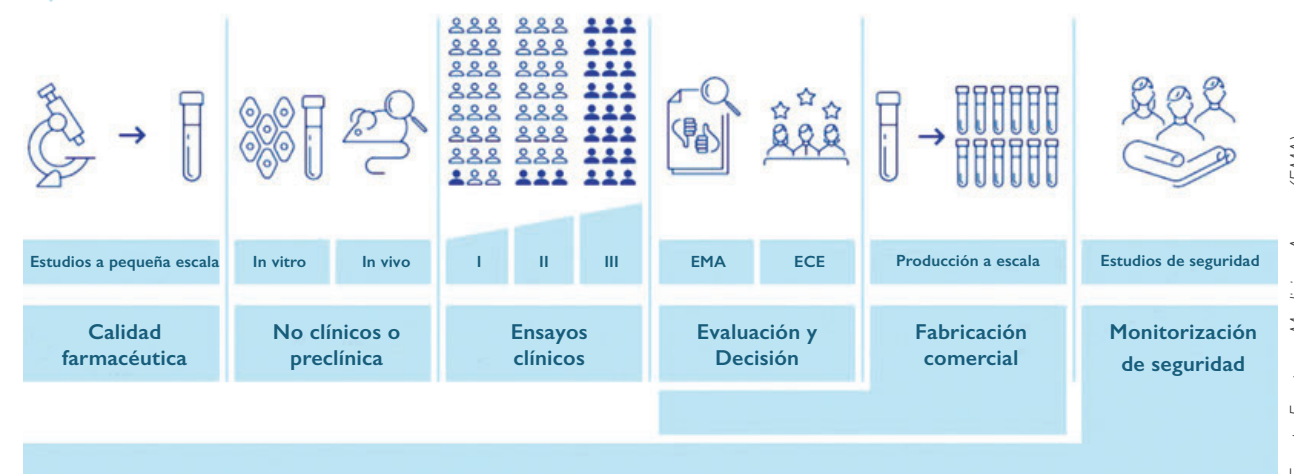 Estudios a pequeña escala
In vitro
In vivo
I
II
III
EMA
ECE
Producción a escala
Estudios de seguridad
Calidad
farmacéutica
No clínicos o
preclínica
Ensayos
clínicos
Evaluación y
Decisión
Fabricación
comercial
Monitorización
de seguridad